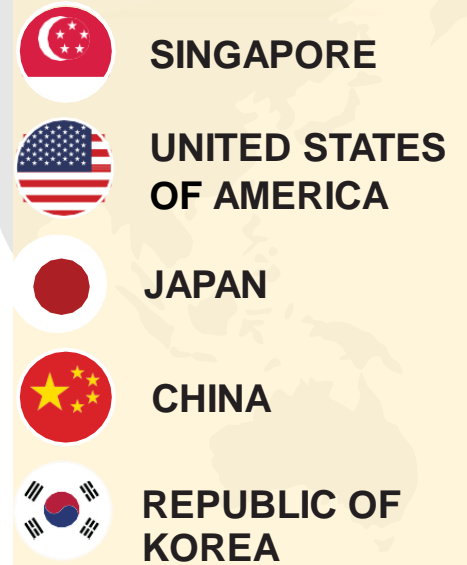 SINGAPORE
UNITED STATES
OF AMERICA
JAPAN
CHINA
REPUBLIC OF
KOREA